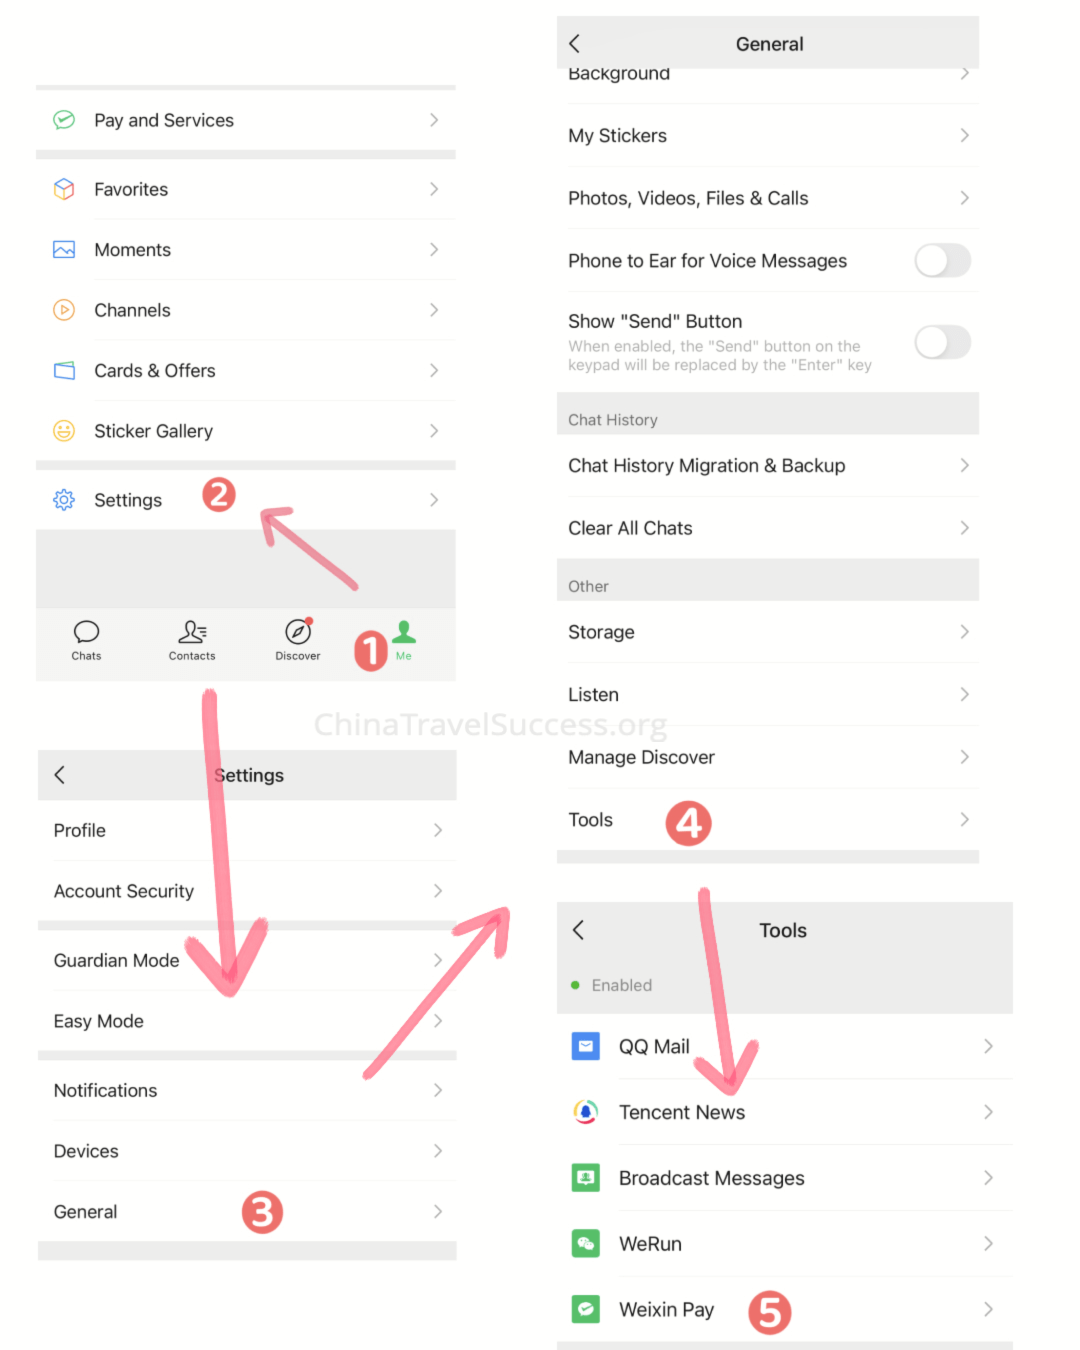 Pay and Services
Favorites
Moments
Channels
Cards & Offers
Sticker Gallery
Settings
2
Chats
Contacts
Discover
1
Me
Settings
Profile
Account Security
Guardian Mode
Easy Mode
Notifications
Devices
General
3
General
Background
My Stickers
Photos, Videos, Files & Calls
Phone to Ear for Voice Messages
Show "Send" Button
When enabled, the "Send" button on the
keypad will be replaced by the "Enter" key
Chat History
Chat History Migration & Backup
Clear All Chats
Other
Storage
Listen
ChinaTravelSuccess.org
Manage Discover
Tools
4
Tools
Enabled
QQ Mail
Tencent News
Broadcast Messages
WeRun
Weixin Pay
5